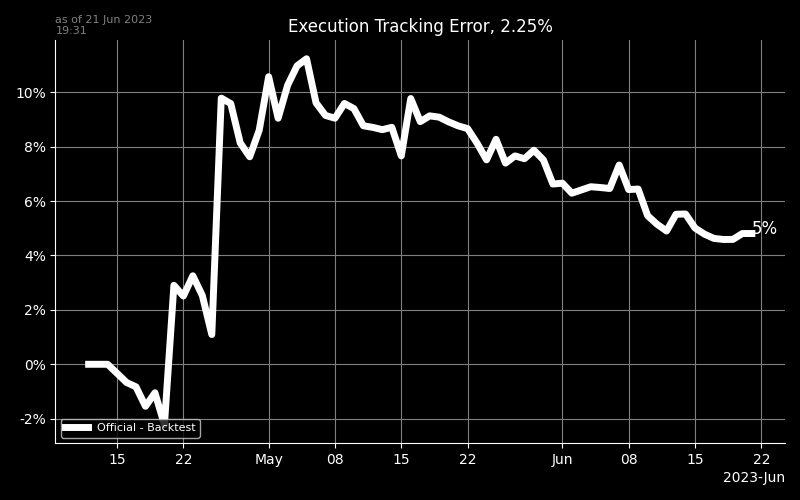 as of 21 Jun 2023
19:31
Execution Tracking Error, 2.25%
10%
8%
6%
4%
2%
0%
-2%
5%
Official - Backtest
15 22 May 08 15 22 Jun 08 15 22
2023-Jun